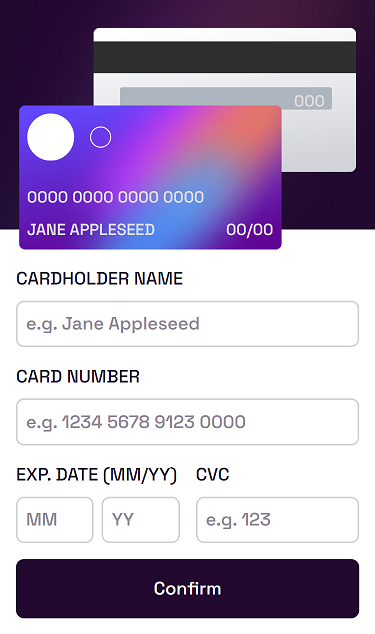 000
0000 0000 0000 0000
JANE APPLESEED 00/00
CARDHOLDER NAME
e.g. Jane Appleseed
CARD NUMBER
e.g. 1234 5678 9123 0000
EXP. DATE (MM/YY) CVC
MM YY e.g. 123
Confirm